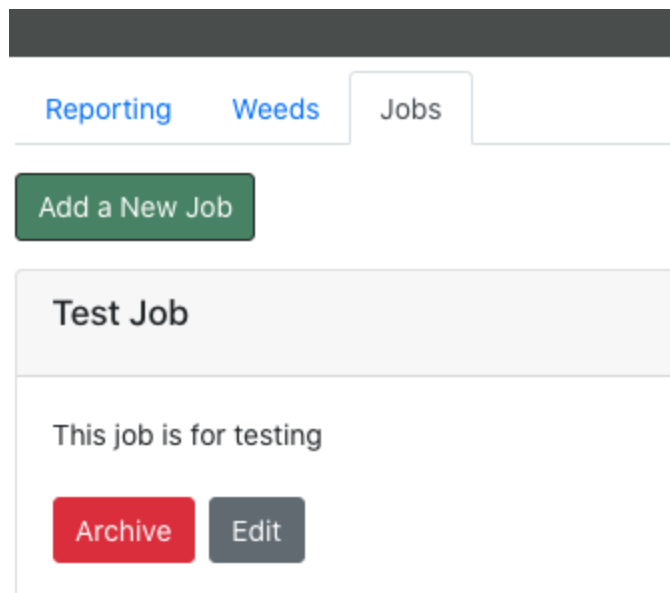 Reporting Weeds Jobs
Add a New Job
Test Job
This job is for testing
Archive Edit